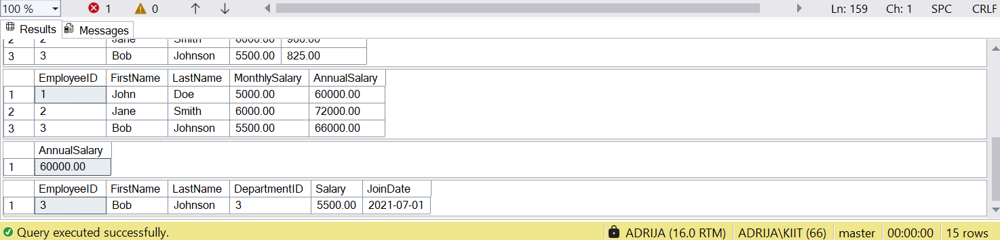 100 % 1 0 Ln: 159 Ch: 1 SPC CRLF
Results Messages
2 2 Jane Smith 6000.00 900.00
3 3 Bob Johnson 5500.00 825.00
EmployeeID FirstName LastName MonthlySalary AnnualSalary
1 1 John Doe 5000.00 60000.00
2 2 Jane Smith 6000.00 72000.00
3 3 Bob Johnson 5500.00 66000.00
AnnualSalary
1 60000.00
EmployeeID FirstName LastName DepartmentID Salary JoinDate
1 3 Bob Johnson 3 5500.00 2021-07-01
Query executed successfully. ADRIJA (16.0 RTM) ADRIJA\KIIT (66) master 00:00:00 15 rows